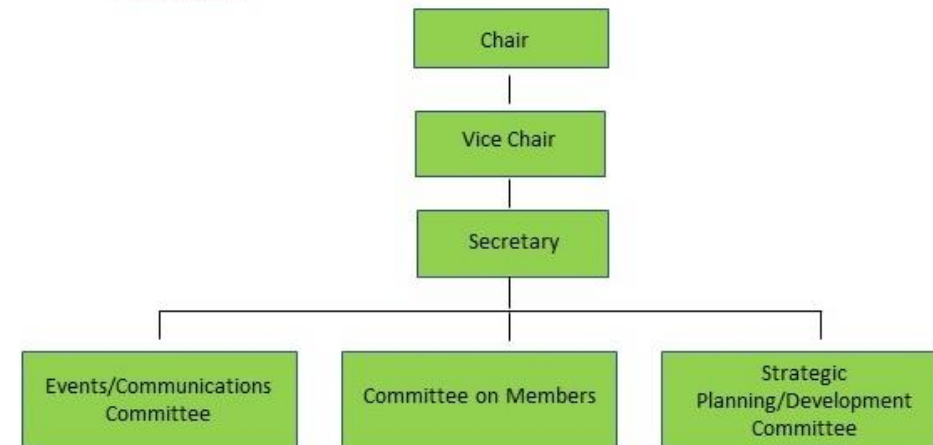 Chair
Vice Chair
Secretary
Events/Communications
Committee
Committee on Members
Strategic
Planning/Development
Committee